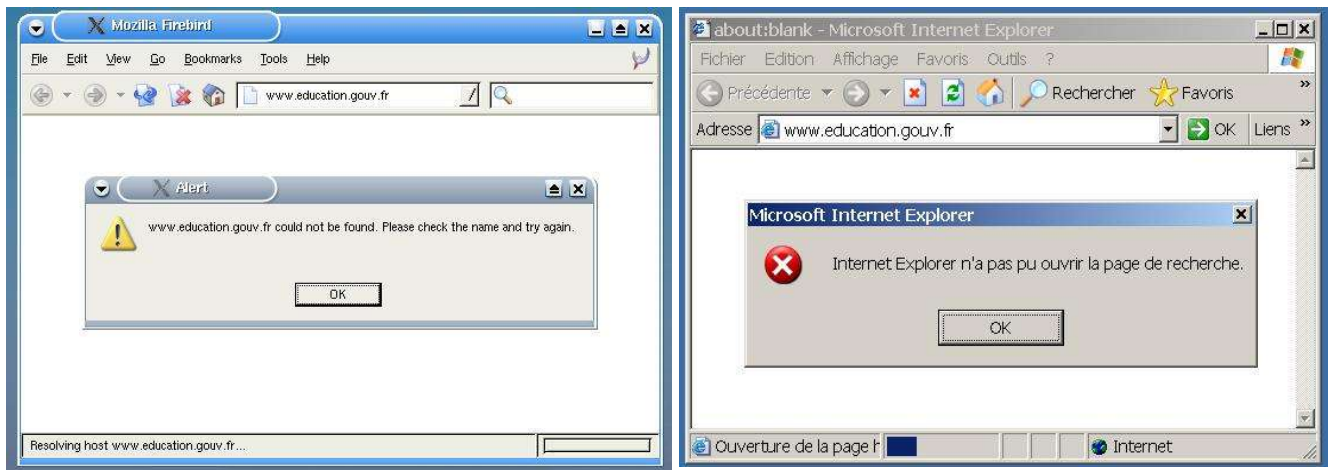 Mozilla Firebird
File Edit View Go Bookmarks Tools Help
www.education.gouv.fr
Alert
www.education.gouv.fr could not be found. Please check the name and try again.
OK
Resolving host www.education.gouv.fr...
about:blank - Microsoft Internet Explorer
Fichier Edition Affichage Favoris Outils ?
Précédente Rechercher Favoris »
Adresse www.education.gouv.fr OK Liens »
Microsoft Internet Explorer
Internet Explorer n'a pas pu ouvrir la page de recherche.
OK
Ouverture de la page h Internet